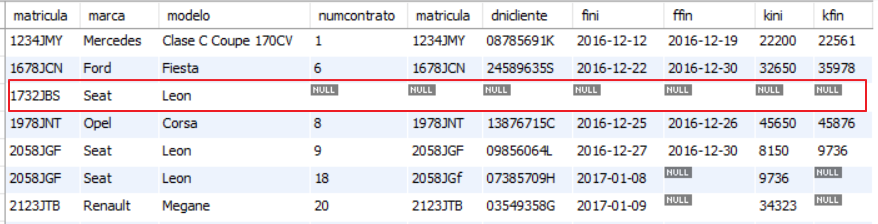 matricula marca modelo numcontrato matricula dnicliente fini ffin kini kfin
1234JMY Mercedes Clase C Coupe 170CV 1 1234JMY 08785691K 2016-12-12 2016-12-19 22200 22561
1678JCN Ford Fiesta 6 1678JCN 24589635S 2016-12-22 2016-12-30 32650 35978
1732JBS Seat Leon NULL NULL NULL NULL NULL NULL NULL
1978JNT Opel Corsa 8 1978JNT 13876715C 2016-12-25 2016-12-26 45650 45876
2058JGF Seat Leon 9 2058JGF 09856064L 2016-12-27 2016-12-30 8150 9736
2058JGF Seat Leon 18 2058JGf 07385709H 2017-01-08 NULL 9736 NULL
2123JTB Renault Megane 20 2123JTB 03549358G 2017-01-09 NULL 34323 NULL